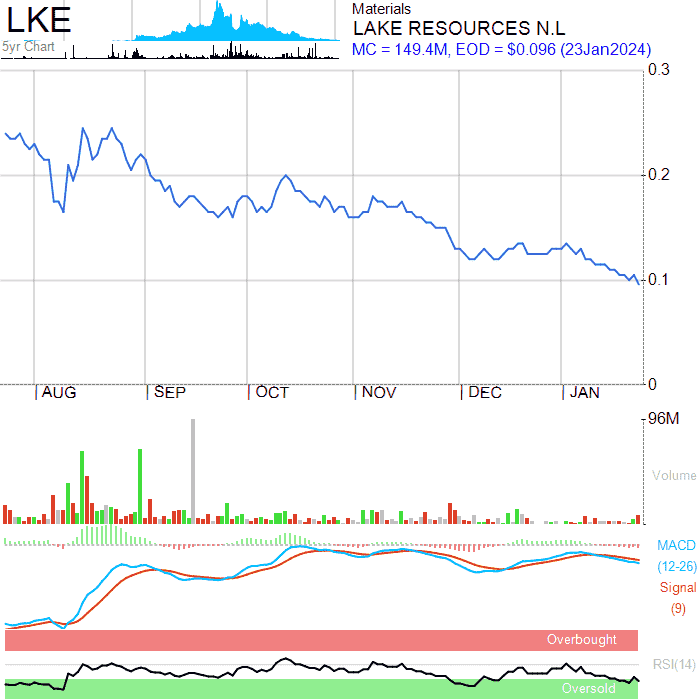 LKE
5yr Chart
Materials
LAKE RESOURCES N.L
MC = 149.4M, EOD = $0.096 (23Jan2024)
0.3
0.2
0.1
0
AUG SEP OCT NOV DEC JAN
96M
Volume
MACD
(12-26)
Signal
(9)
Overbought
RSI(14)
Oversold